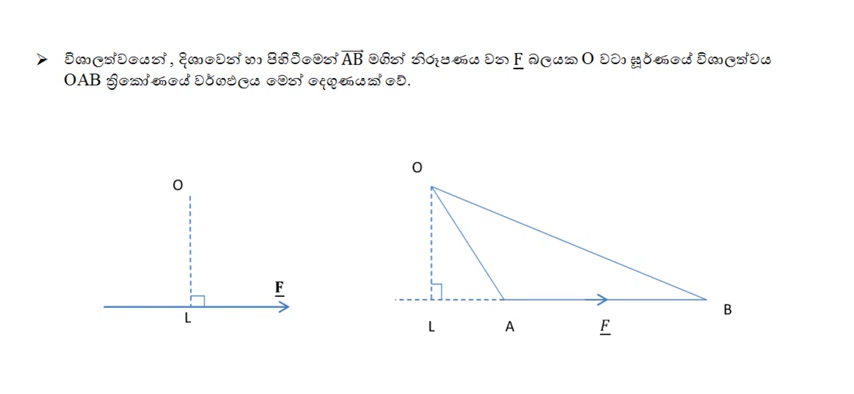 ➤ විශාලත්වයෙන් , දිශාවෙන් හා පිහිටීමෙන් AB මගින් නිරූපණය වන F බලයක O වටා ඝූර්ණයේ විශාලත්වය
OAB ත්‍රිකෝණයේ වර්ගඵලය මෙන් දෙගුණයක් වේ.
O
F
L
O
L A F B